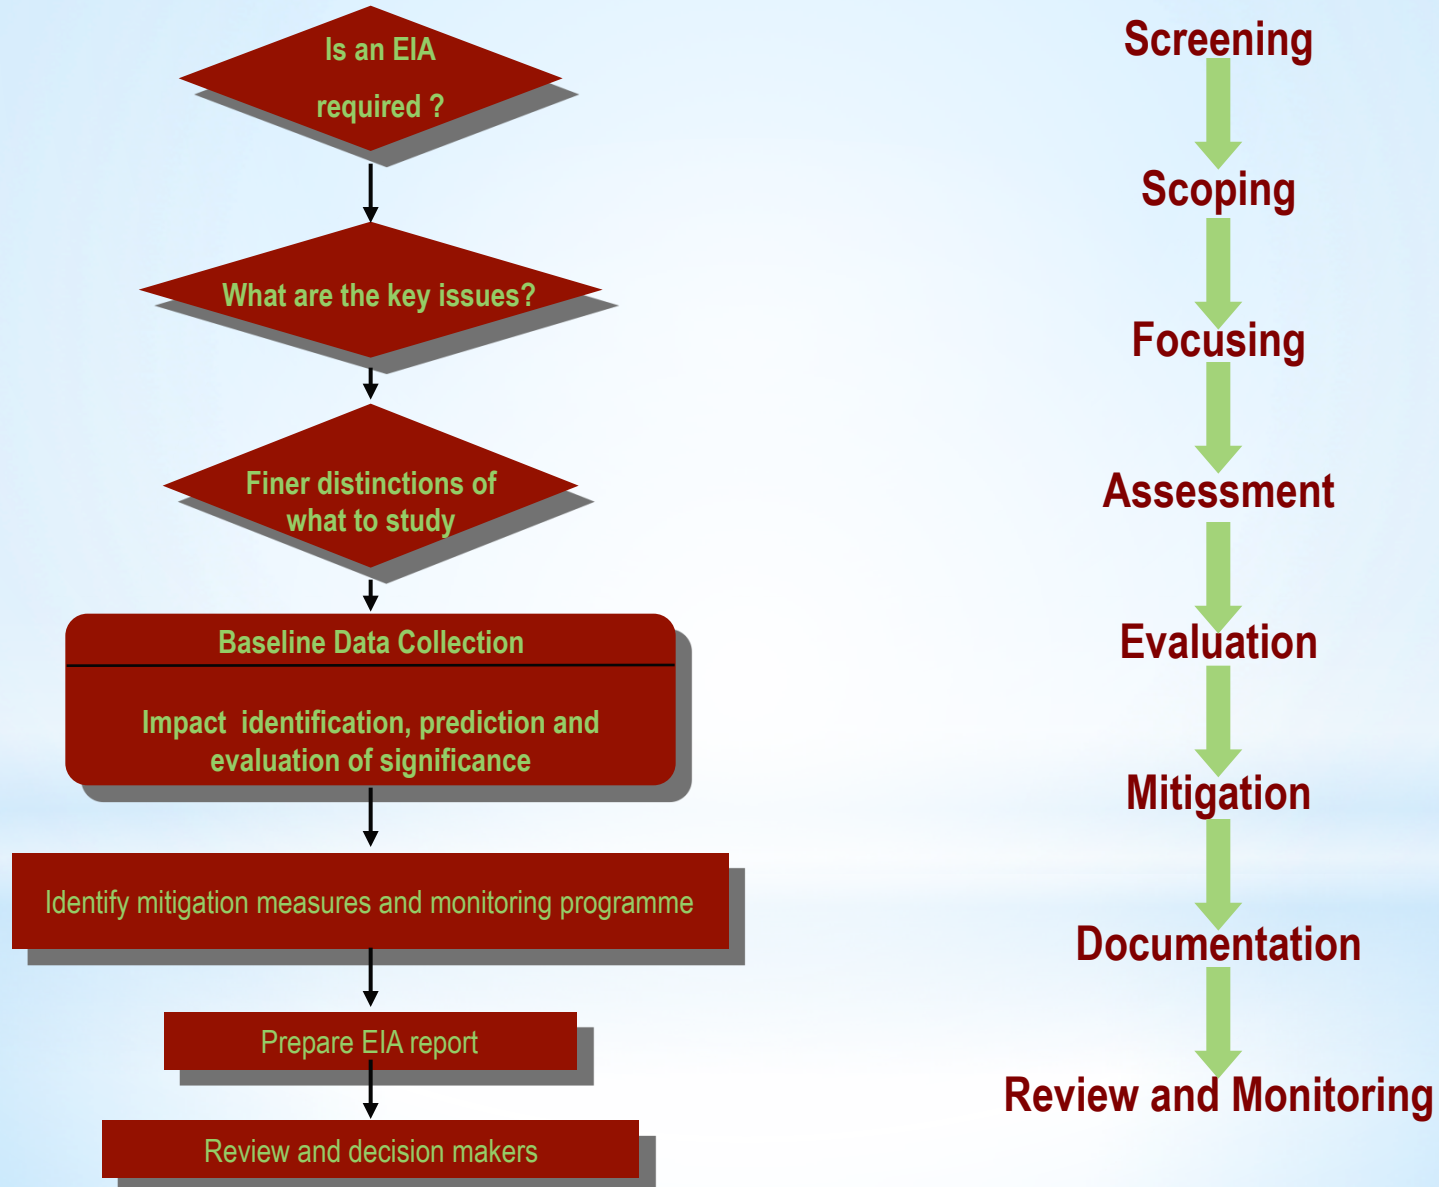 Is an EIA
required ?
What are the key issues?
Finer distinctions of
what to study
Baseline Data Collection
Impact identification, prediction and
evaluation of significance
Identify mitigation measures and monitoring programme
Prepare EIA report
Review and decision makers
Screening
Scoping
Focusing
Assessment
Evaluation
Mitigation
Documentation
Review and Monitoring